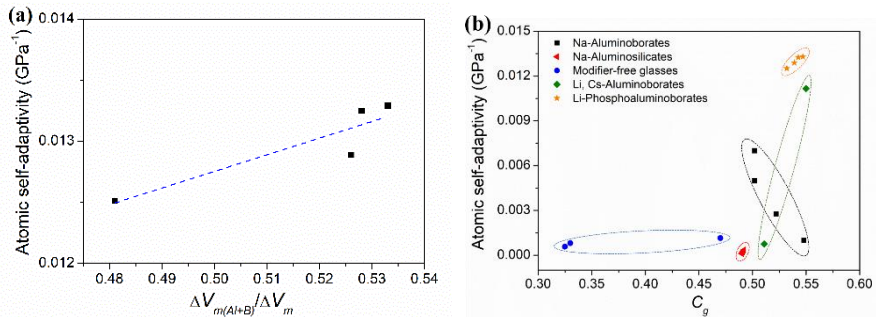 (a)
0.014
0.013
0.012
Atomic self-adaptivity (GPa⁻¹)
0.48 0.49 0.50 0.51 0.52 0.53 0.54
ΔV_m(Al+B)/ΔV_m
(b)
0.015
0.012
0.009
0.006
0.003
0.000
Atomic self-adaptivity (GPa⁻¹)
Na-Aluminoborates
Na-Aluminosilicates
Modifier-free glasses
Li, Cs-Aluminoborates
Li-Phosphoaluminoborates
0.30 0.35 0.40 0.45 0.50 0.55 0.60
C_g